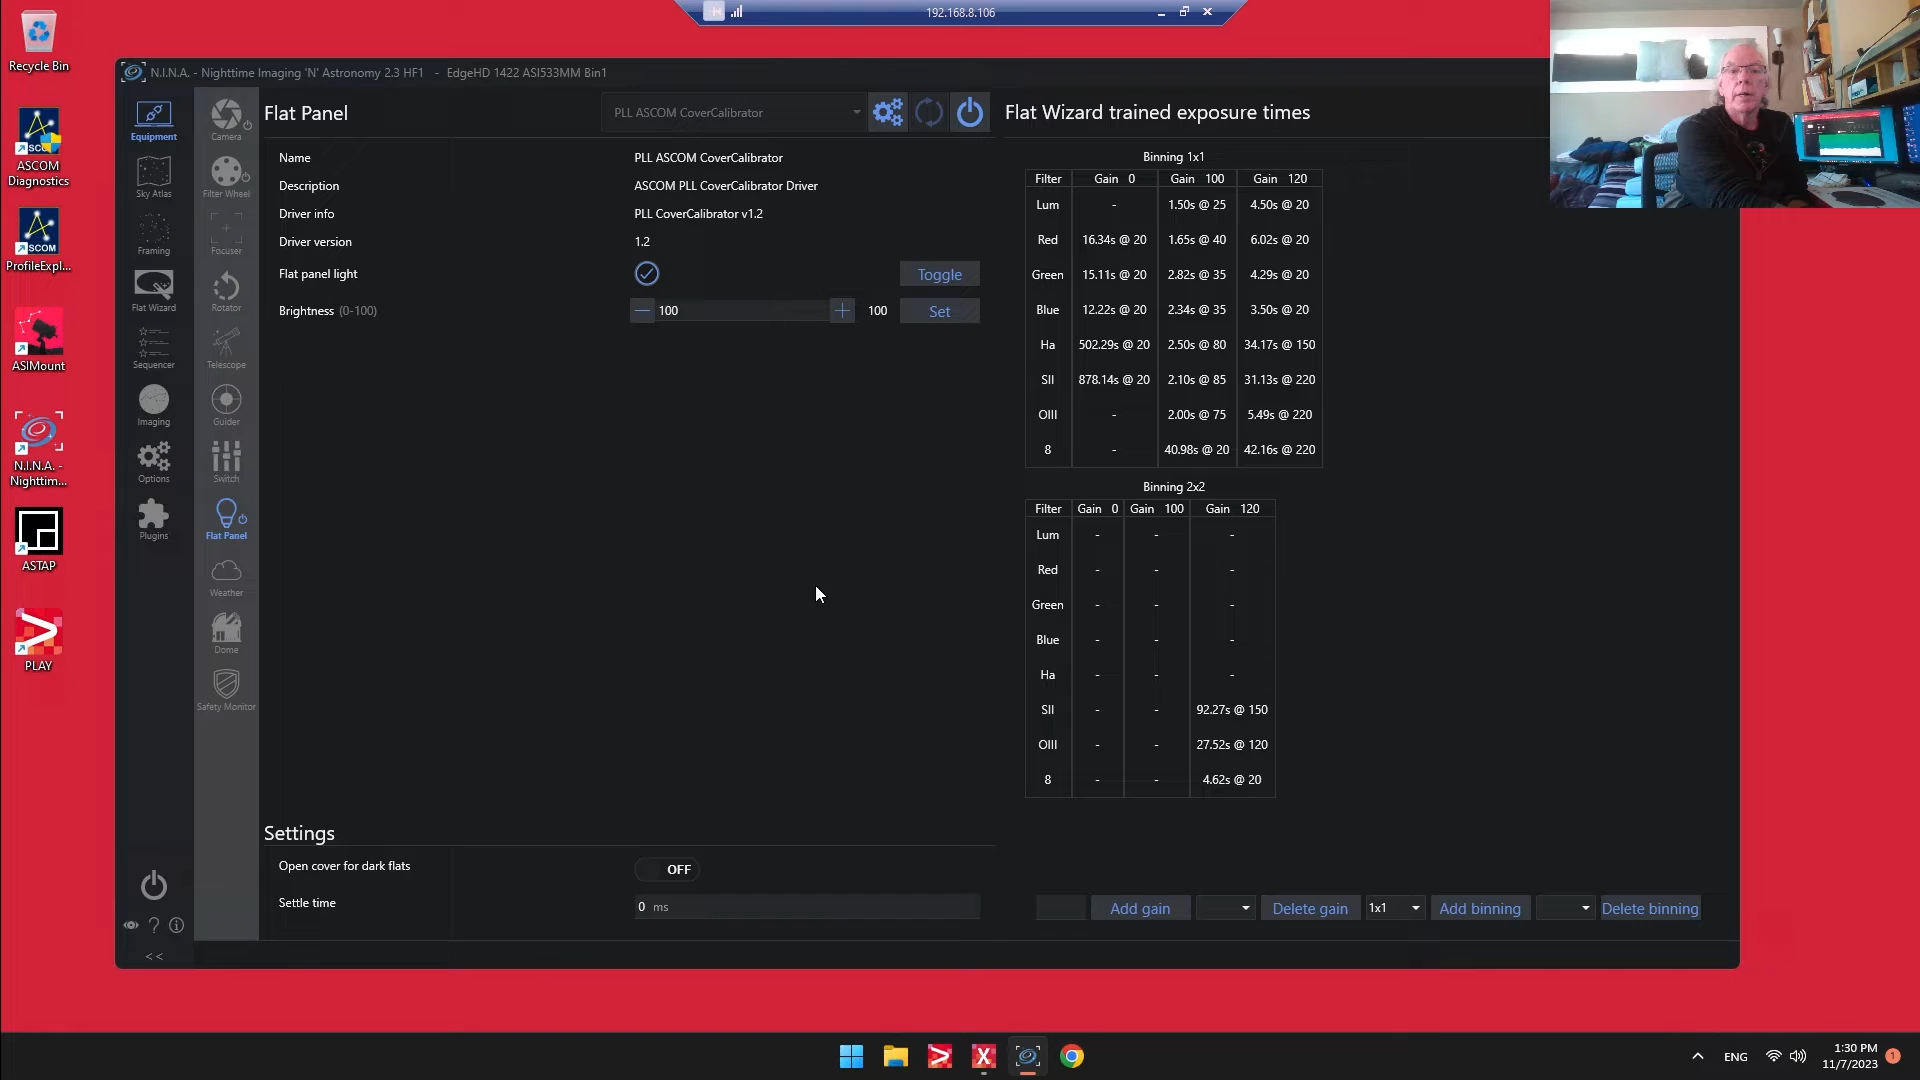 192.168.8.106
Recycle Bin
ASCOM
Diagnostics
ProfileExpl...
ASIMount
N.I.N.A. -
Nighttim...
ASTAP
PLAY
N.I.N.A. - Nighttime Imaging 'N' Astronomy 2.3 HF1 - EdgeHD 1422 ASI533MM Bin1
Equipment
Sky Atlas
Framing
Flat Wizard
Sequencer
Imaging
Options
Plugins
<<
Camera
Filter Wheel
Focuser
Rotator
Telescope
Guider
Switch
Flat Panel
Weather
Dome
Safety Monitor
Flat Panel
PLL ASCOM CoverCalibrator
Name PLL ASCOM CoverCalibrator
Description ASCOM PLL CoverCalibrator Driver
Driver info PLL CoverCalibrator v1.2
Driver version 1.2
Flat panel light Toggle
Brightness (0-100) 100 100 Set
Settings
Open cover for dark flats OFF
Settle time 0 ms
Flat Wizard trained exposure times
Binning 1x1
Filter Gain 0 Gain 100 Gain 120
Lum - 1.50s @ 25 4.50s @ 20
Red 16.34s @ 20 1.65s @ 40 6.02s @ 20
Green 15.11s @ 20 2.82s @ 35 4.29s @ 20
Blue 12.22s @ 20 2.34s @ 35 3.50s @ 20
Ha 502.29s @ 20 2.50s @ 80 34.17s @ 150
SII 878.14s @ 20 2.10s @ 85 31.13s @ 220
OIII - 2.00s @ 75 5.49s @ 220
8 - 40.98s @ 20 42.16s @ 220
Binning 2x2
Filter Gain 0 Gain 100 Gain 120
Lum - - -
Red - - -
Green - - -
Blue - - -
Ha - - -
SII - - 92.27s @ 150
OIII - - 27.52s @ 120
8 - - 4.62s @ 20
Add gain Delete gain 1x1 Add binning Delete binning
ENG
1:30 PM
11/7/2023
1